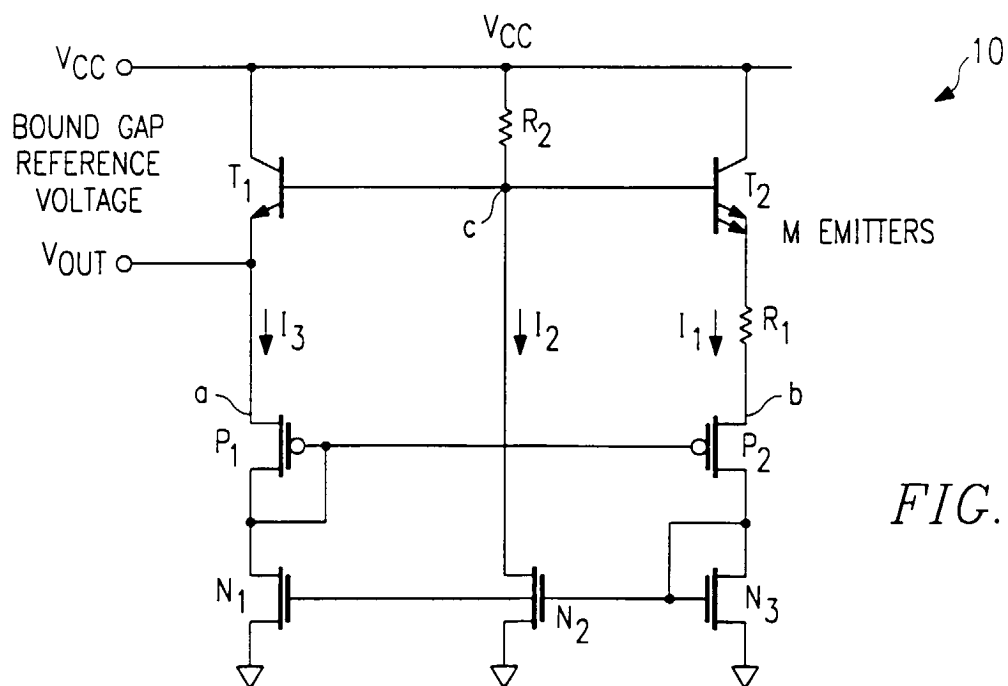 V_CC
10
V_CC
R_2
BOUND GAP
REFERENCE
VOLTAGE
T_1
T_2
c
M EMITTERS
V_OUT
I_3
I_2
I_1
R_1
a
b
P_1
P_2
FIG.
N_1
N_2
N_3